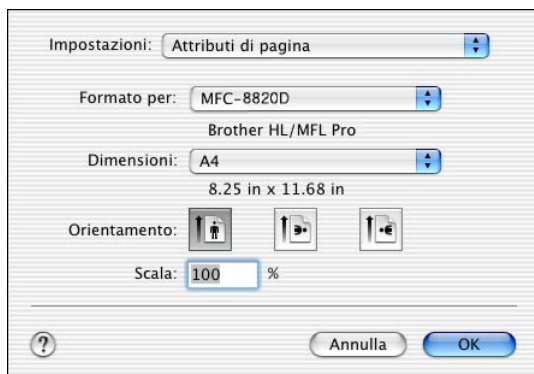 Impostazioni: Attributi di pagina
Formato per: MFC-8820D
Brother HL/MFL Pro
Dimensioni: A4
8.25 in x 11.68 in
Orientamento:
Scala: 100 %
? Annulla OK